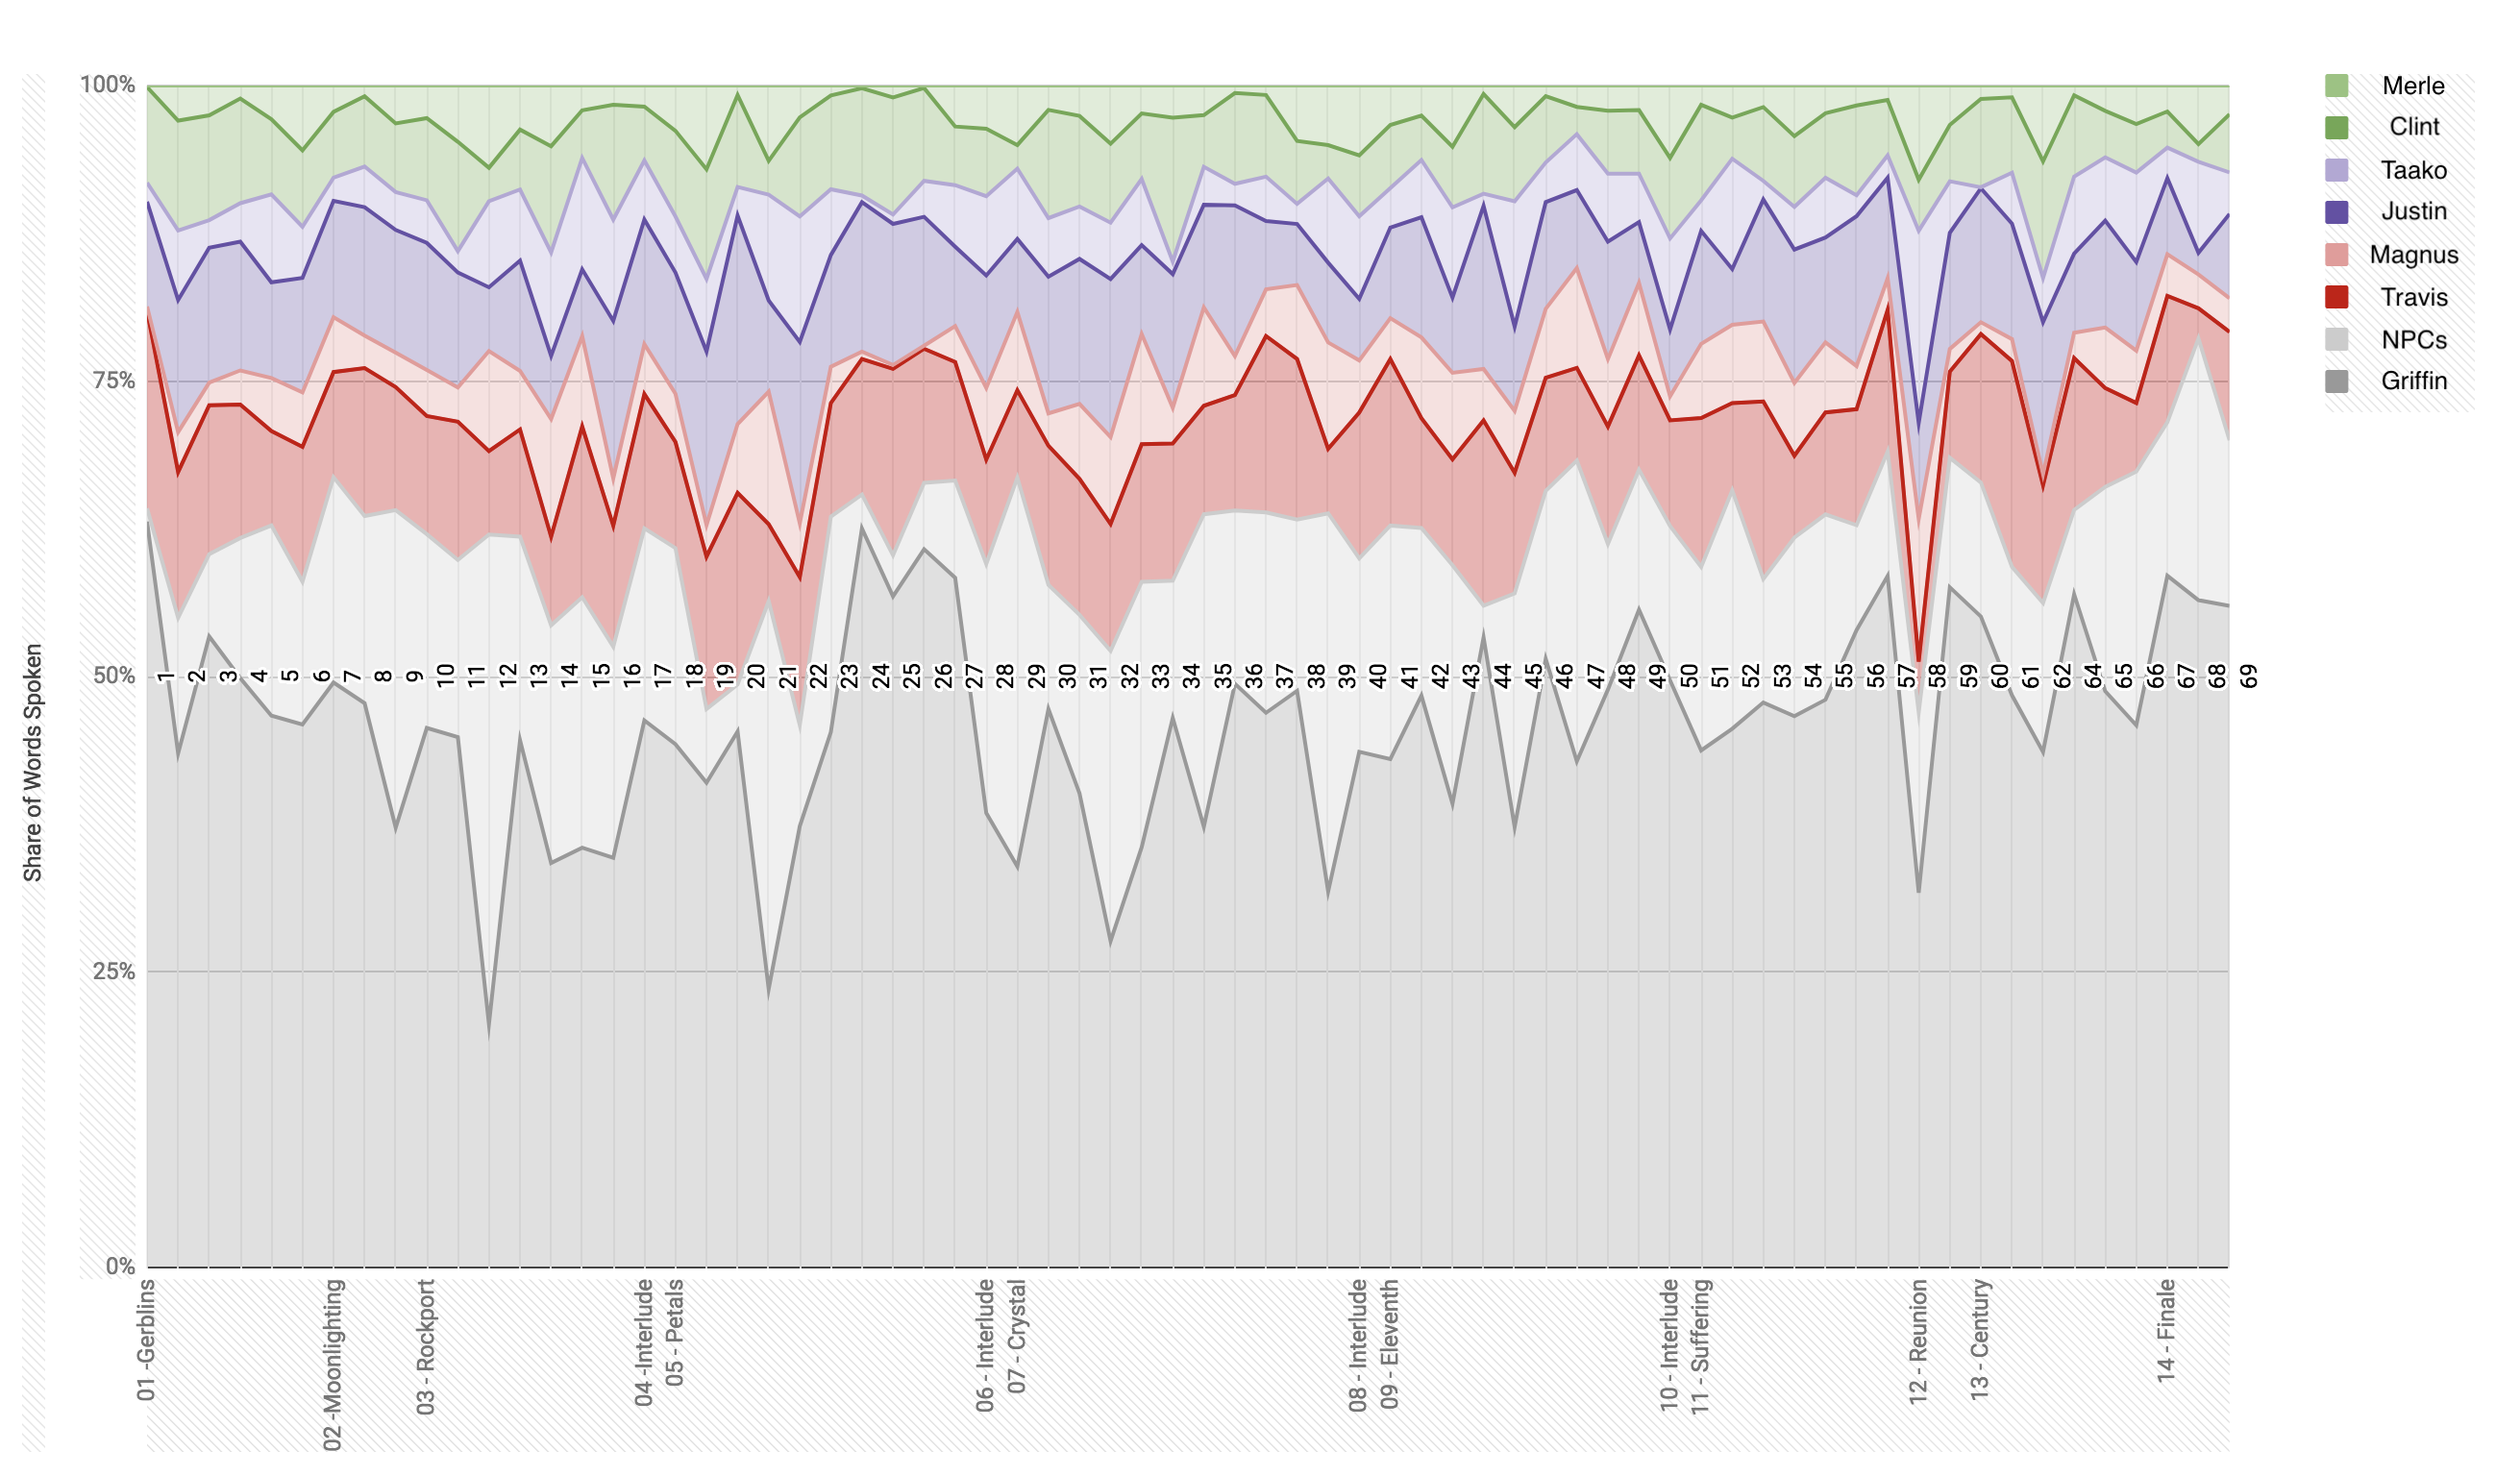 100%
75%
50%
25%
0%
Share of Words Spoken
1 2 3 4 5 6 7 8 9 10 11 12 13 14 15 16 17 18 19 20 21 22 23 24 25 26 27 28 29 30 31 32 33 34 35 36 37 38 39 40 41 42 43 44 45 46 47 48 49 50 51 52 53 54 55 56 57 58 59 60 61 62 64 65 66 67 68 69
01 -Gerblins
02 -Moonlighting
03 - Rockport
04 -Interlude
05 - Petals
06 - Interlude
07 - Crystal
08 - Interlude
09 - Eleventh
10 - Interlude
11 - Suffering
12 - Reunion
13 - Century
14 - Finale
Merle
Clint
Taako
Justin
Magnus
Travis
NPCs
Griffin